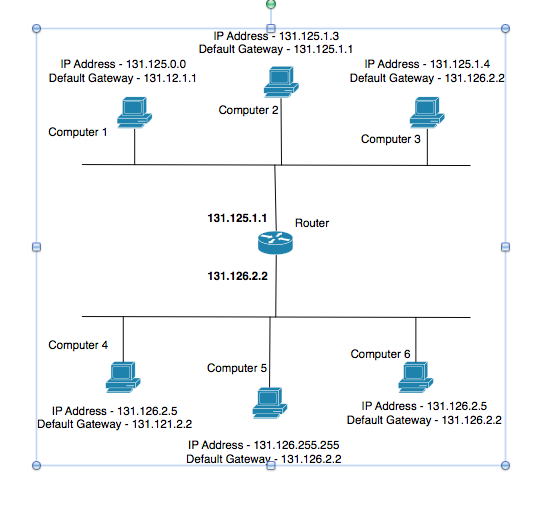 IP Address - 131.125.1.3
Default Gateway - 131.125.1.1
IP Address - 131.125.0.0
Default Gateway - 131.12.1.1
IP Address - 131.125.1.4
Default Gateway - 131.126.2.2
Computer 1
Computer 2
Computer 3
131.125.1.1
Router
131.126.2.2
Computer 4
Computer 5
Computer 6
IP Address - 131.126.2.5
Default Gateway - 131.121.2.2
IP Address - 131.126.2.5
Default Gateway - 131.126.2.2
IP Address - 131.126.255.255
Default Gateway - 131.126.2.2